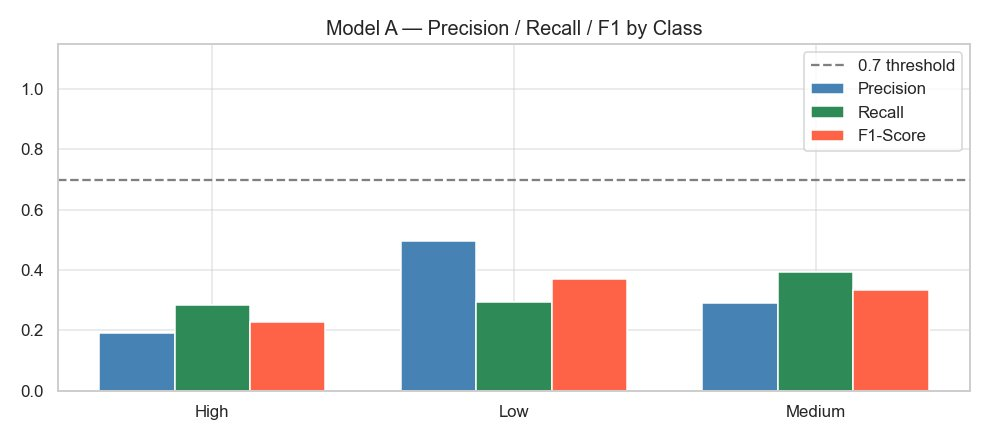 Model A — Precision / Recall / F1 by Class
0.7 threshold
Precision
Recall
F1-Score
1.0
0.8
0.6
0.4
0.2
0.0
High
Low
Medium